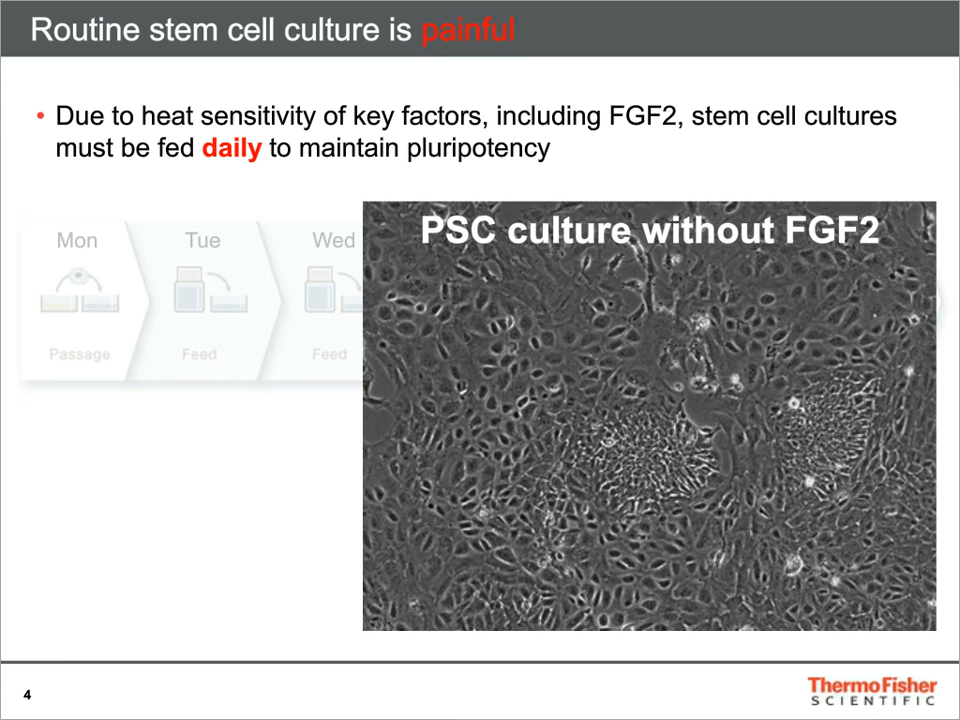 Routine stem cell culture is painful
• Due to heat sensitivity of key factors, including FGF2, stem cell cultures
must be fed daily to maintain pluripotency
PSC culture without FGF2
Mon
Tue
Wed
Passage
Feed
Feed
4
ThermoFisher
SCIENTIFIC